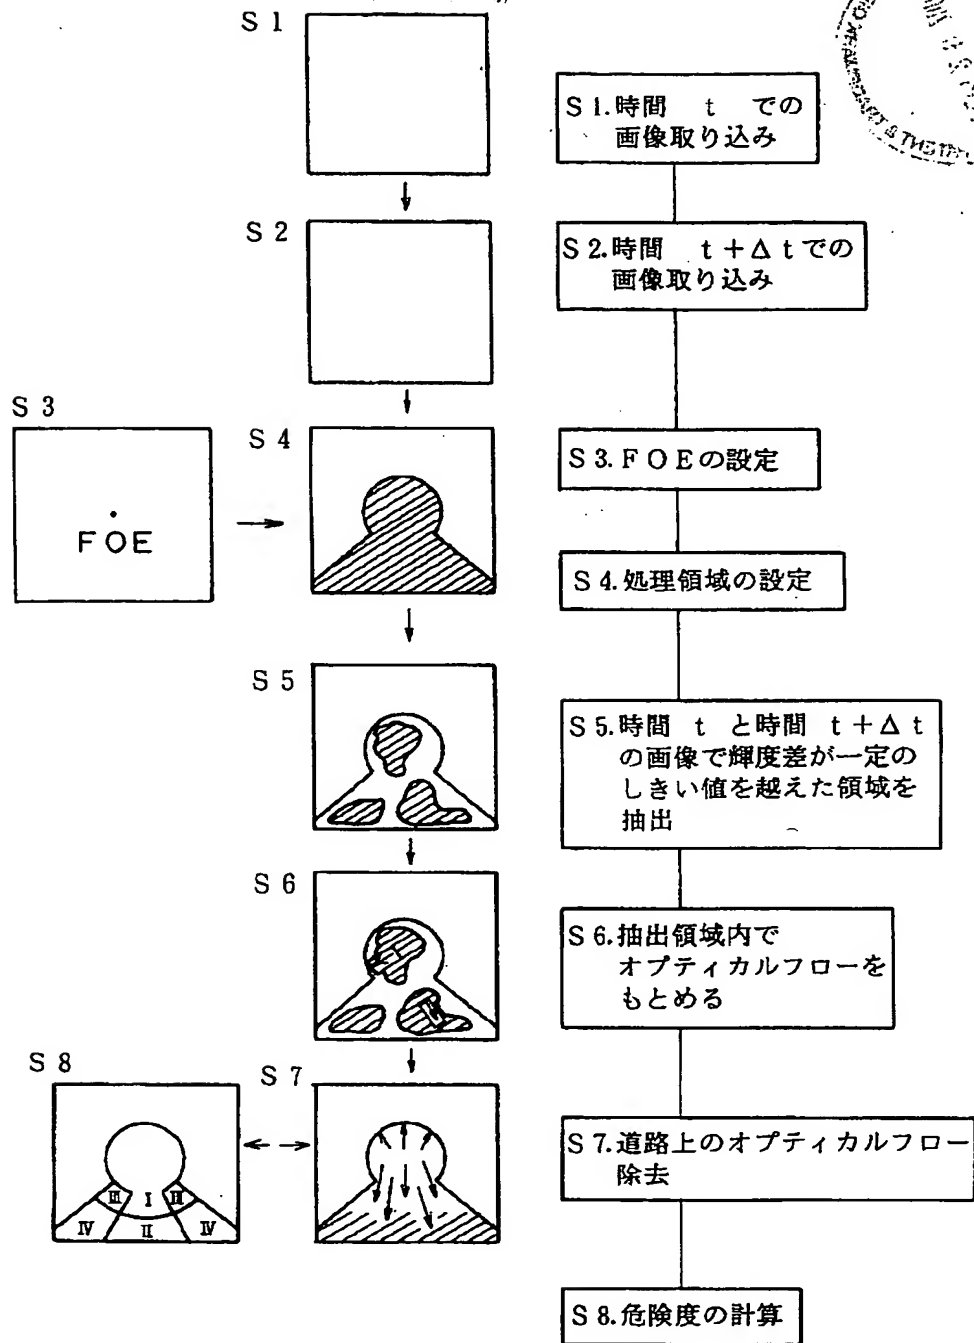 S 1
S 1.時間 t での
画像取り込み
S 2
S 2.時間 t+Δtでの
画像取り込み
S 3
FOE
S 4
S 3.FOEの設定
S 4.処理領域の設定
S 5
S 5.時間 t と時間 t+Δt
の画像で輝度差が一定の
しきい値を越えた領域を
抽出
S 6
S 6.抽出領域内で
オプティカルフローを
もとめる
S 8
Ⅲ Ⅰ Ⅲ
Ⅳ Ⅱ Ⅳ
S 7
S 7.道路上のオプティカルフロー
除去
S 8.危険度の計算